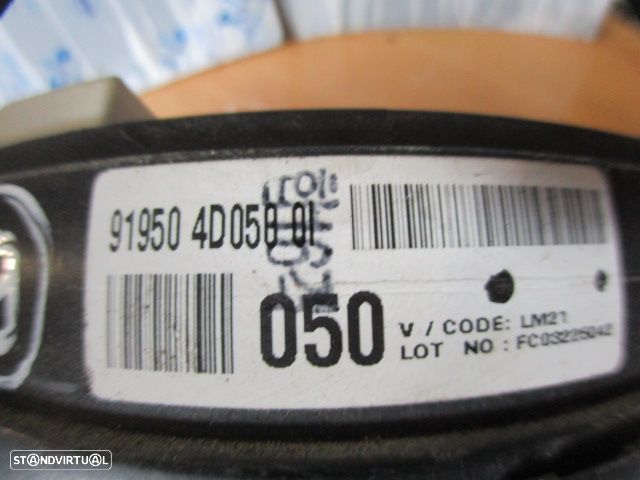 91950 4D050 01
050
V / CODE: LM21
LOT NO : FC03225042
STANDVIRTUAL